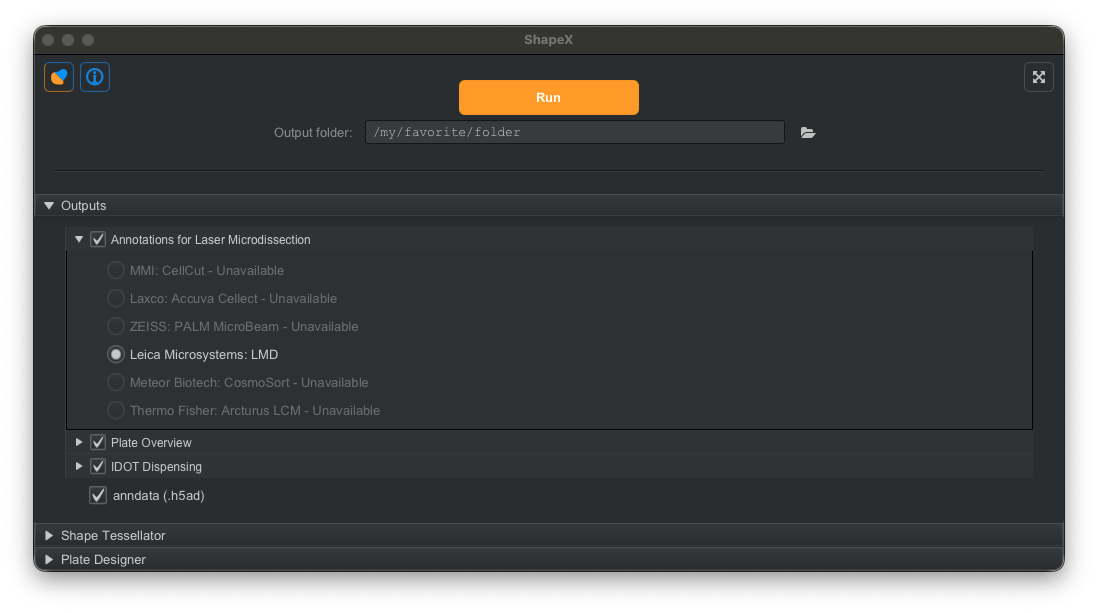 ShapeX
Run
Output folder: /my/favorite/folder
Outputs
Annotations for Laser Microdissection
MMI: CellCut - Unavailable
Laxco: Accuva Cellect - Unavailable
ZEISS: PALM MicroBeam - Unavailable
Leica Microsystems: LMD
Meteor Biotech: CosmoSort - Unavailable
Thermo Fisher: Arcturus LCM - Unavailable
Plate Overview
IDOT Dispensing
anndata (.h5ad)
Shape Tessellator
Plate Designer